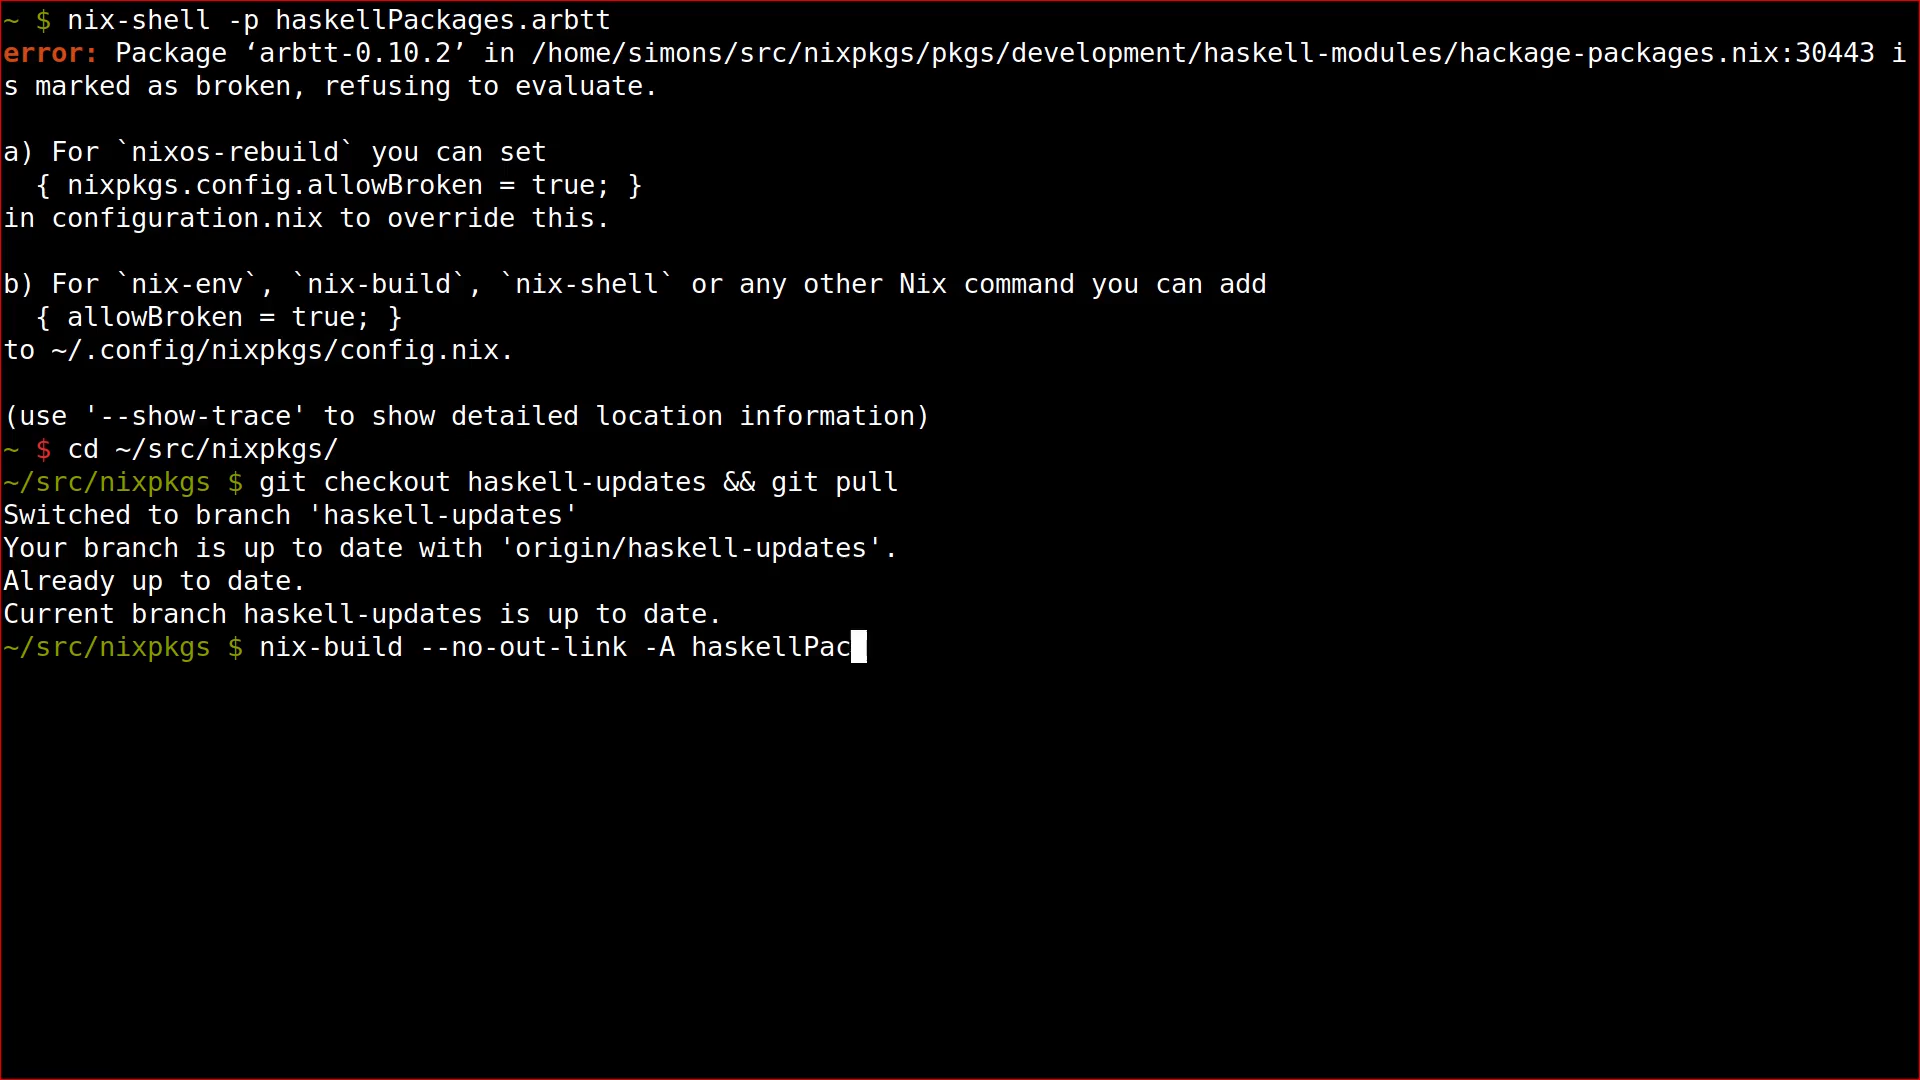 ~ $ nix-shell -p haskellPackages.arbtt
error: Package ‘arbtt-0.10.2’ in /home/simons/src/nixpkgs/pkgs/development/haskell-modules/hackage-packages.nix:30443 i
s marked as broken, refusing to evaluate.
a) For `nixos-rebuild` you can set
  { nixpkgs.config.allowBroken = true; }
in configuration.nix to override this.
b) For `nix-env`, `nix-build`, `nix-shell` or any other Nix command you can add
  { allowBroken = true; }
to ~/.config/nixpkgs/config.nix.
(use '--show-trace' to show detailed location information)
~ $ cd ~/src/nixpkgs/
~/src/nixpkgs $ git checkout haskell-updates && git pull
Switched to branch 'haskell-updates'
Your branch is up to date with 'origin/haskell-updates'.
Already up to date.
Current branch haskell-updates is up to date.
~/src/nixpkgs $ nix-build --no-out-link -A haskellPac